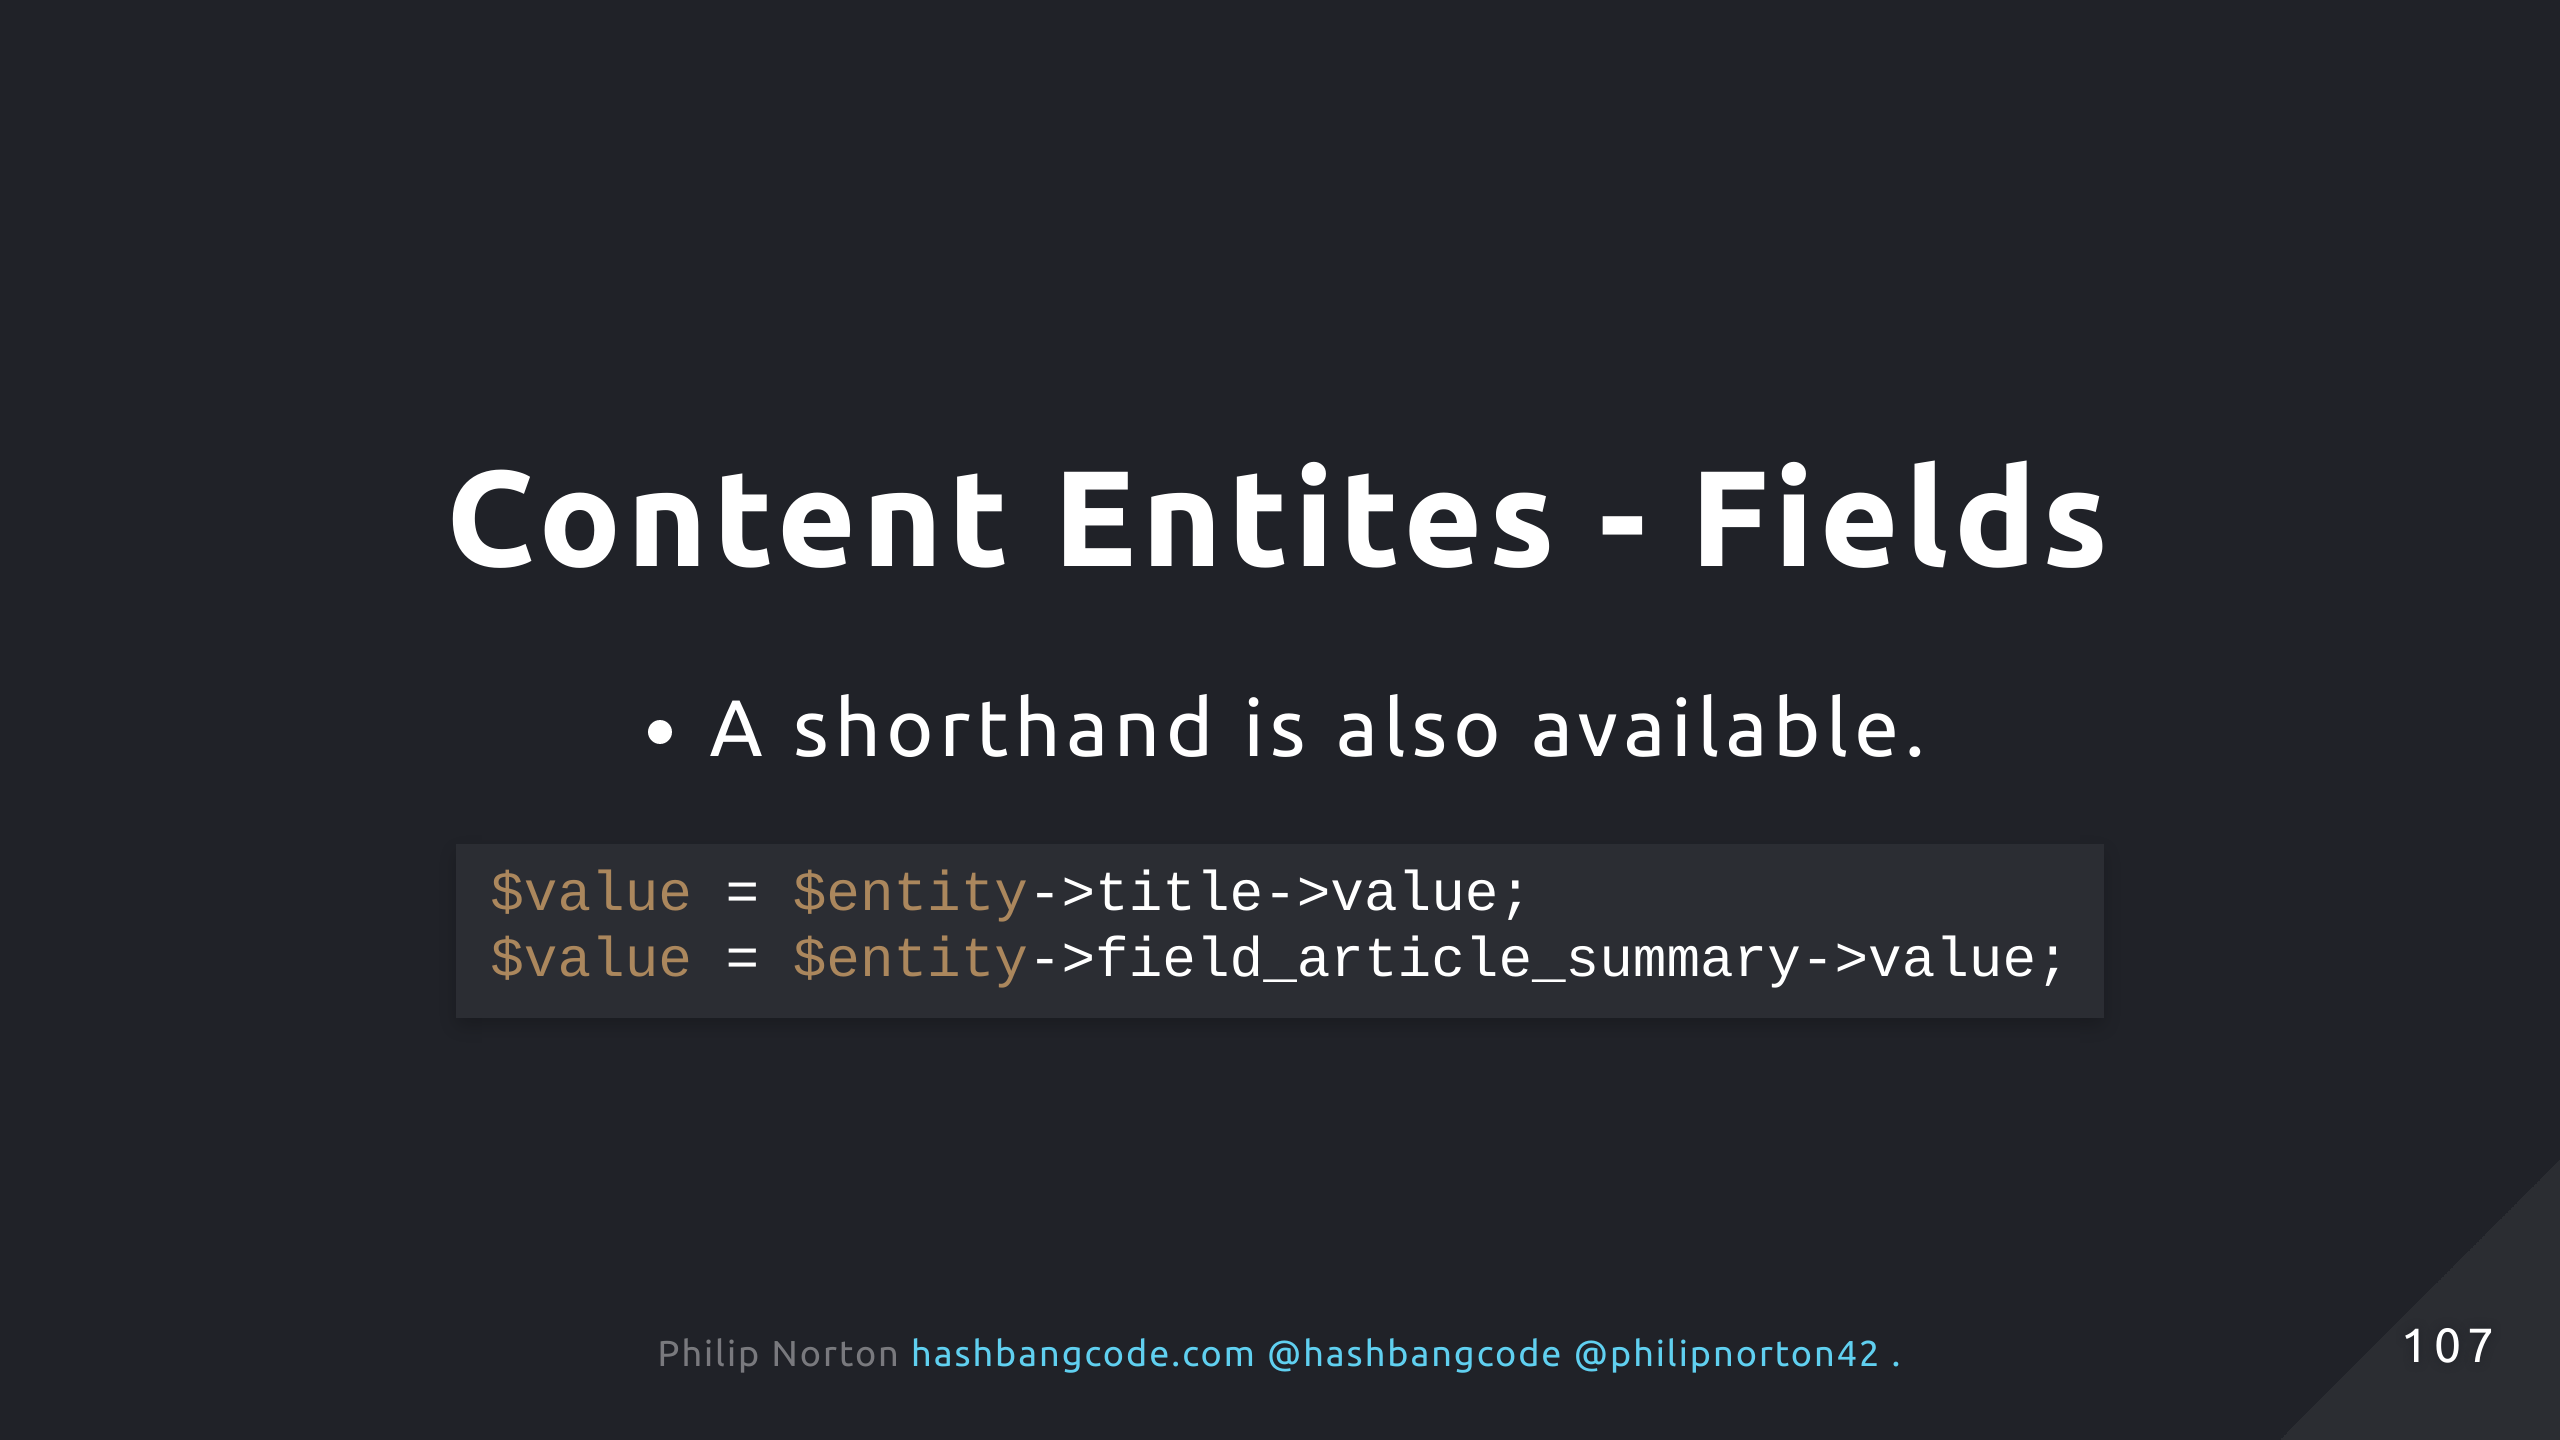 Content Entites - Fields
• A shorthand is also available.
$value = $entity->title->value;
$value = $entity->field_article_summary->value;
Philip Norton hashbangcode.com @hashbangcode @philipnorton42 .
107